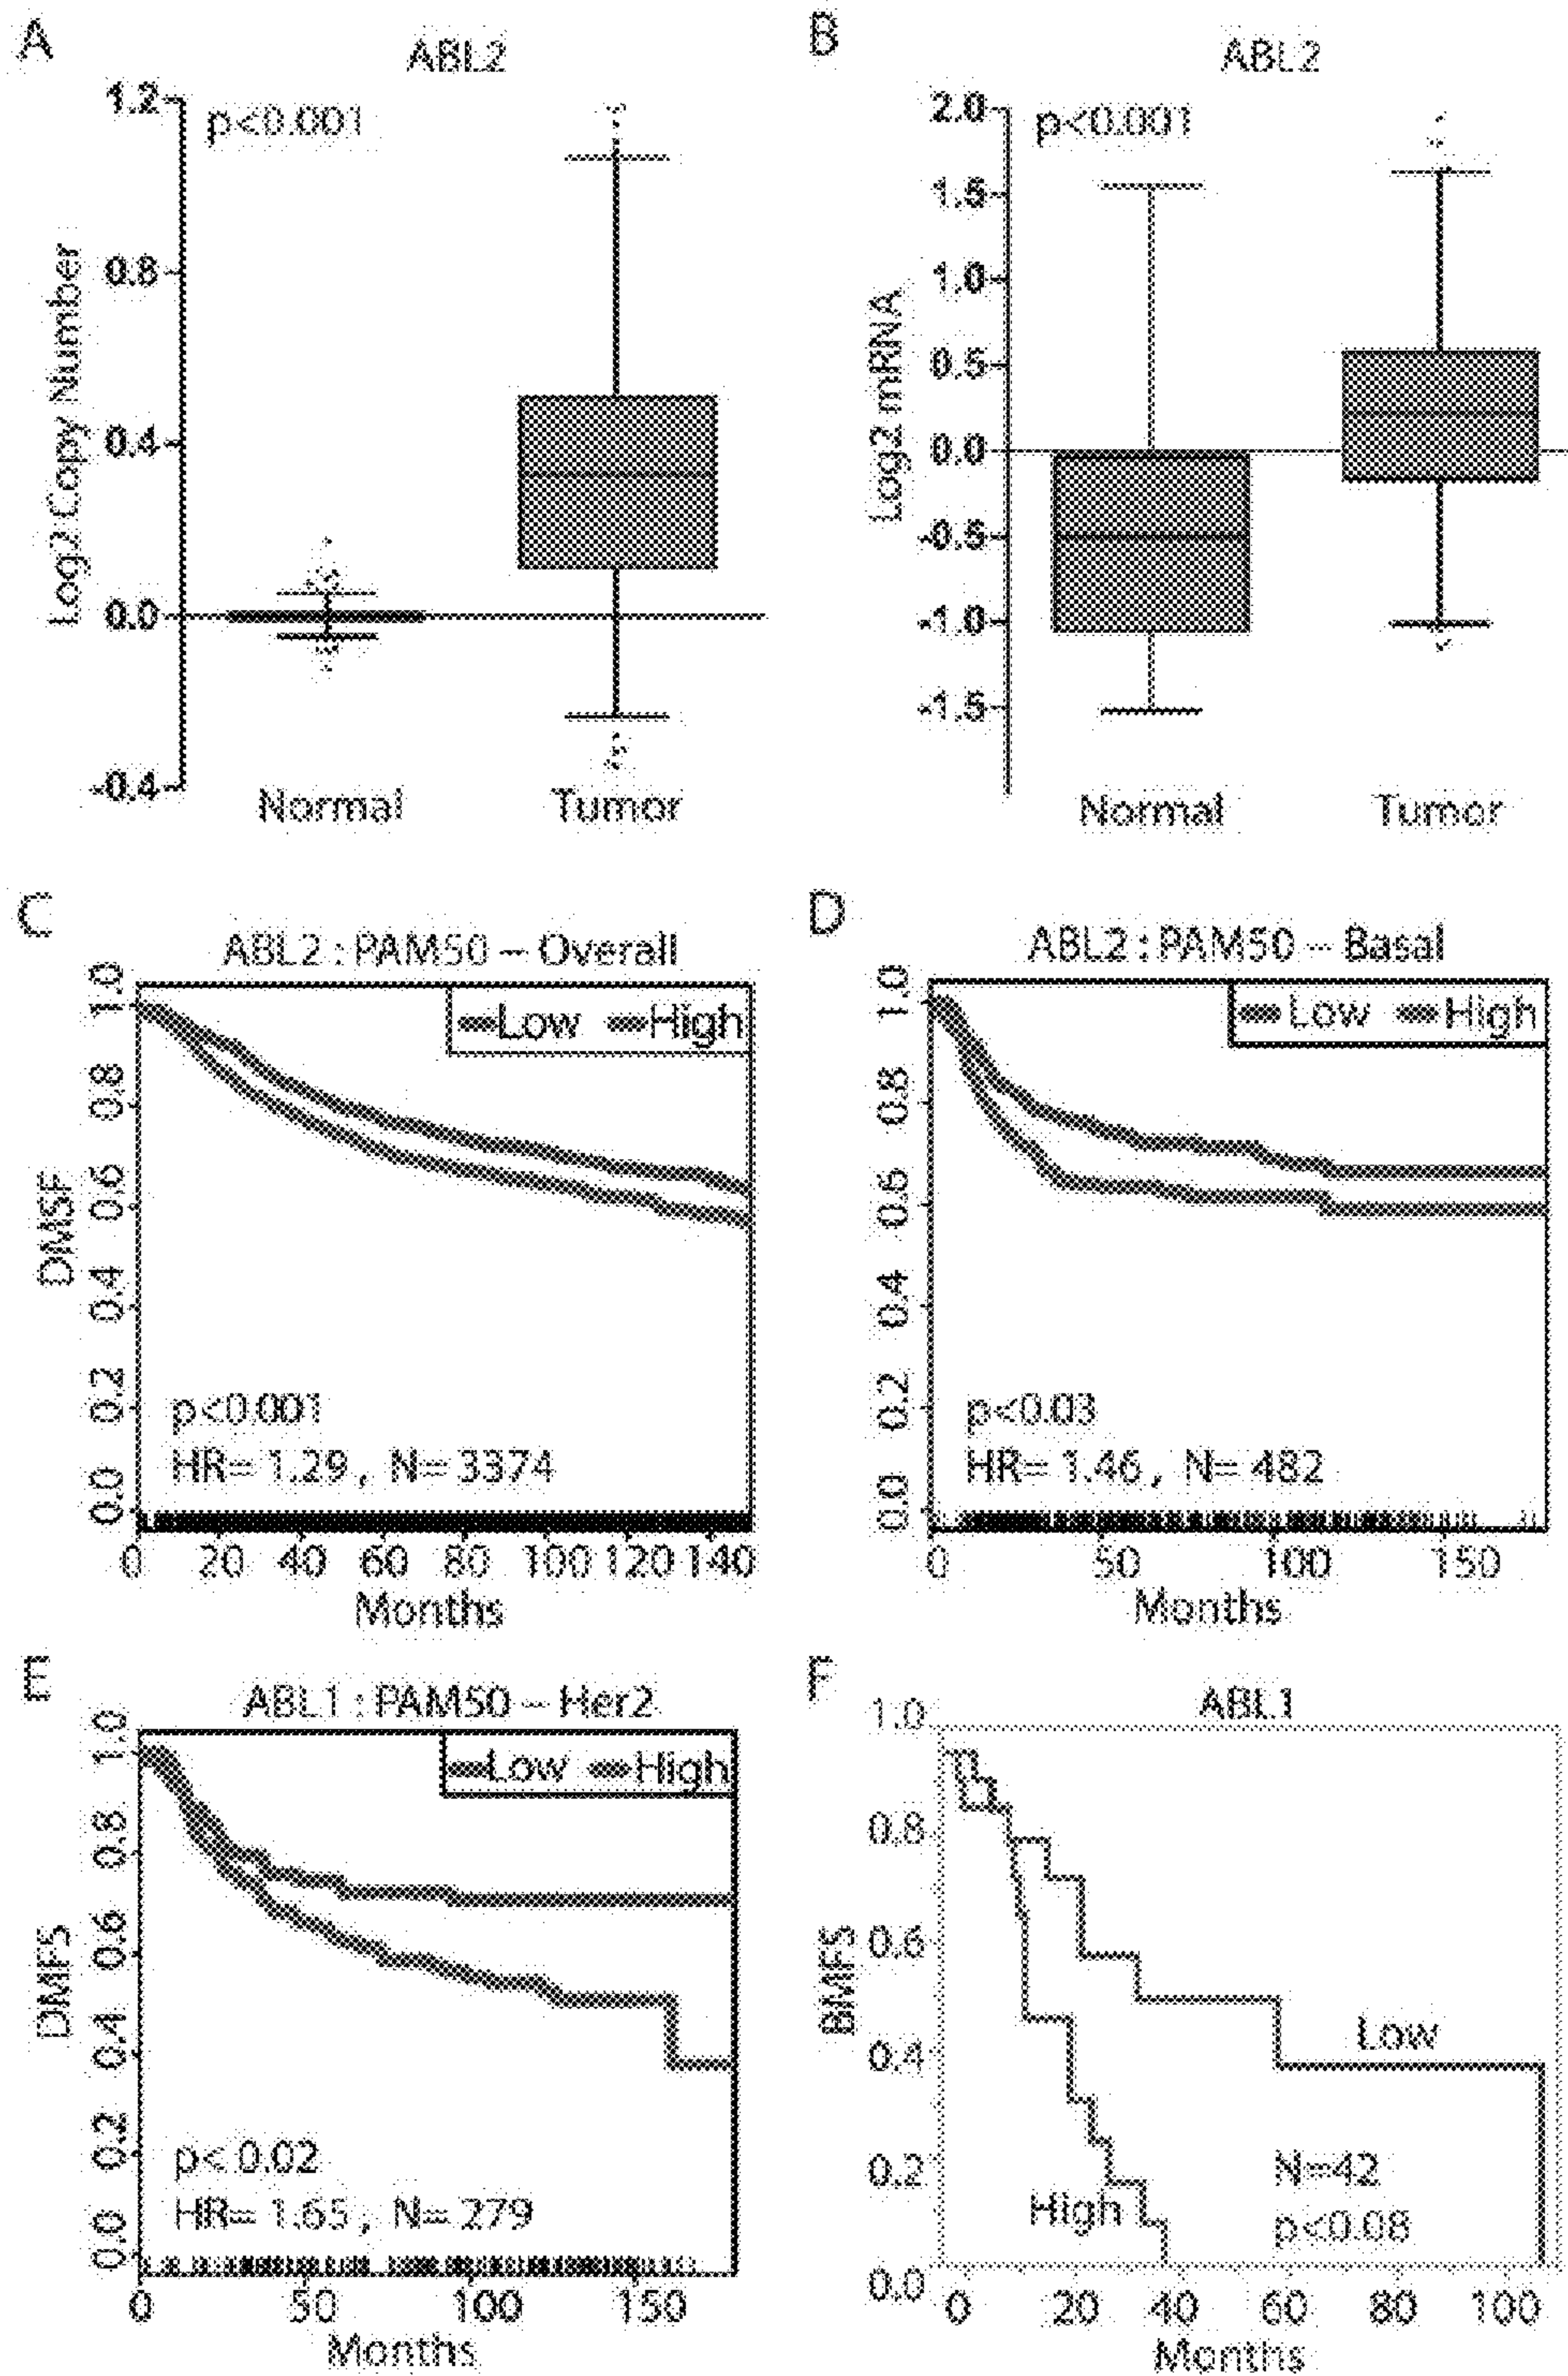 A
ABL2
p<0.001
Log2 Copy Number
1.2
0.8
0.4
0.0
-0.4
Normal
Tumor
B
ABL2
p<0.001
Log2 mRNA
2.0
1.5
1.0
0.5
0.0
-0.5
-1.0
-1.5
Normal
Tumor
C
ABL2 : PAM50 – Overall
Low High
DMSF
1.0
0.8
0.6
0.4
0.2
0.0
p<0.001
HR= 1.29 , N= 3374
0 20 40 60 80 100 120 140
Months
D
ABL2 : PAM50 – Basal
Low High
1.0
0.8
0.6
0.4
0.2
0.0
p<0.03
HR= 1.46 , N= 482
0 50 100 150
Months
E
ABL1 : PAM50 – Her2
Low High
DMFS
1.0
0.8
0.6
0.4
0.2
0.0
p< 0.02
HR= 1.65 , N= 279
0 50 100 150
Months
F
ABL1
BMFS
1.0
0.8
0.6
0.4
0.2
0.0
Low
High
N=42
p<0.08
0 20 40 60 80 100
Months